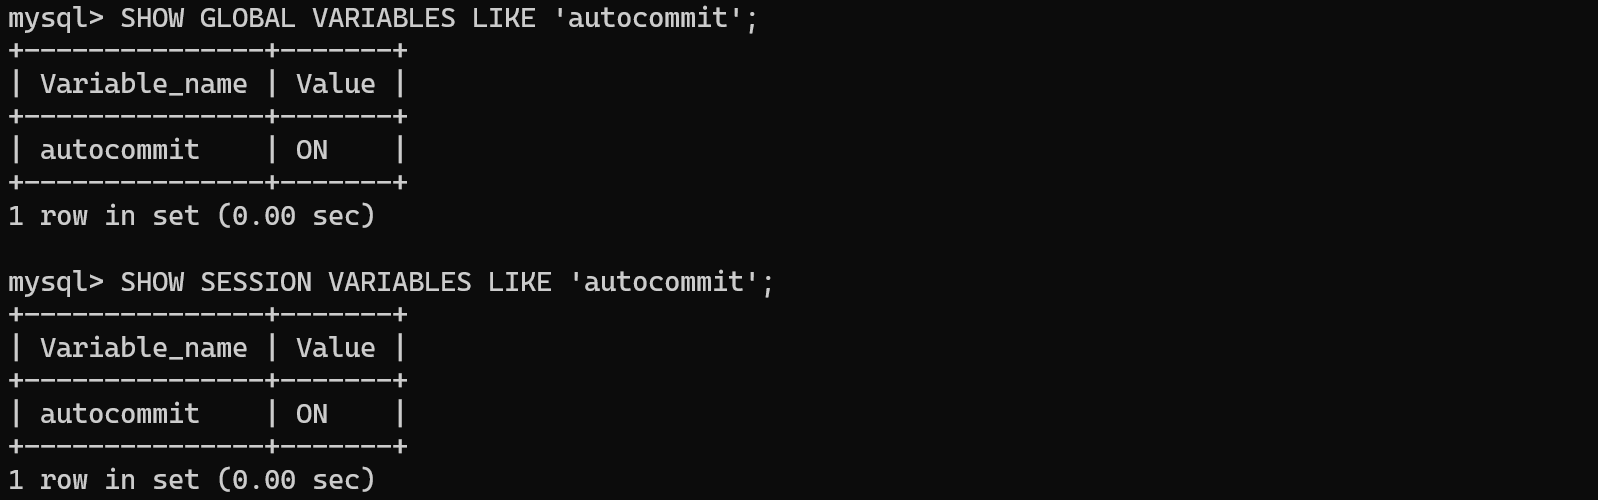 mysql> SHOW GLOBAL VARIABLES LIKE 'autocommit';
+---------------+-------+
| Variable_name | Value |
+---------------+-------+
| autocommit    | ON    |
+---------------+-------+
1 row in set (0.00 sec)

mysql> SHOW SESSION VARIABLES LIKE 'autocommit';
+---------------+-------+
| Variable_name | Value |
+---------------+-------+
| autocommit    | ON    |
+---------------+-------+
1 row in set (0.00 sec)